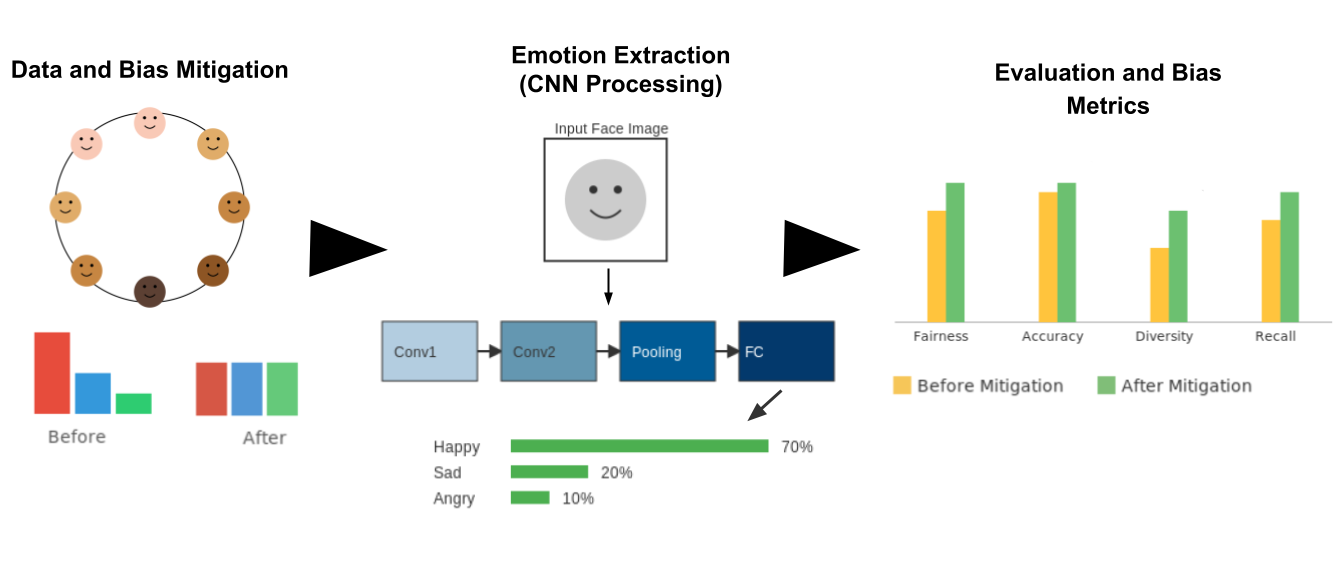 Data and Bias Mitigation
Before
After
Emotion Extraction
(CNN Processing)
Input Face Image
Conv1
Conv2
Pooling
FC
Happy 70%
Sad 20%
Angry 10%
Evaluation and Bias
Metrics
Fairness
Accuracy
Diversity
Recall
Before Mitigation
After Mitigation